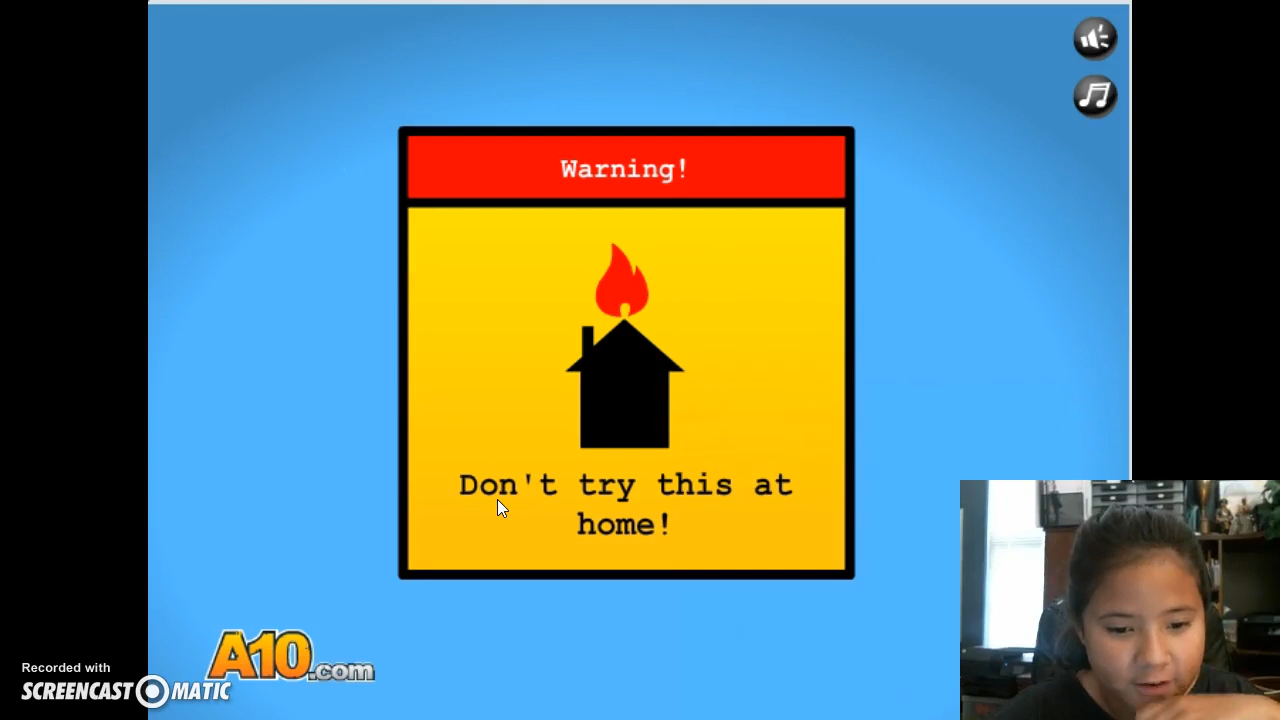 Warning!
Don't try this at
home!
A10.com
Recorded with
SCREENCAST MATIC